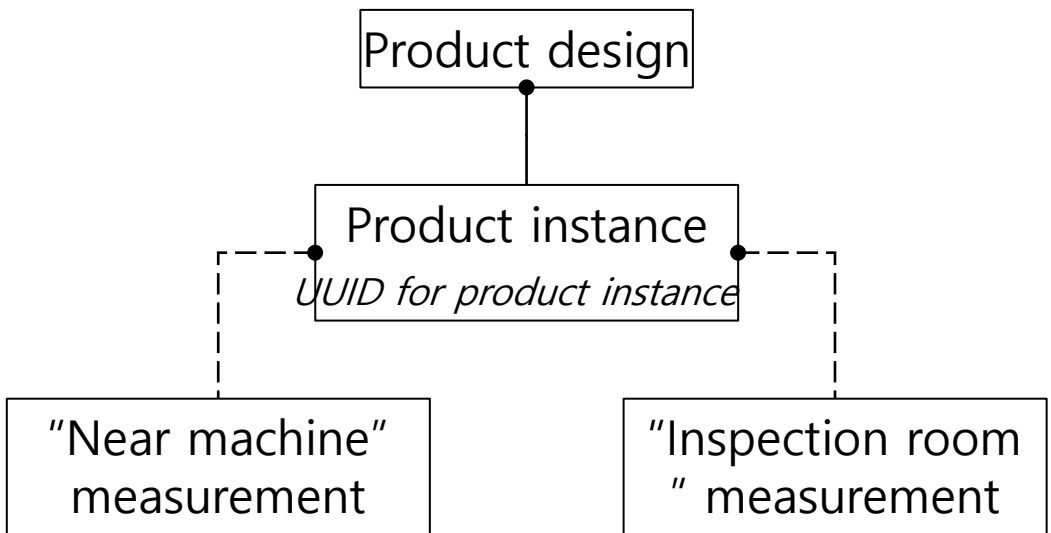 Product design
Product instance
UUID for product instance
"Near machine"
measurement
"Inspection room
" measurement